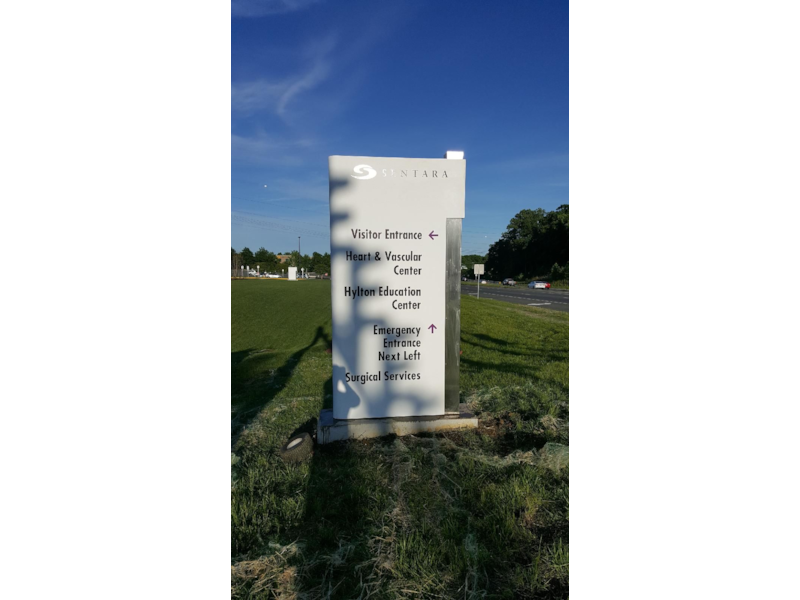 SENTARA
Visitor Entrance ←
Heart & Vascular
Center
Hylton Education
Center
Emergency ↑
Entrance
Next Left
Surgical Services